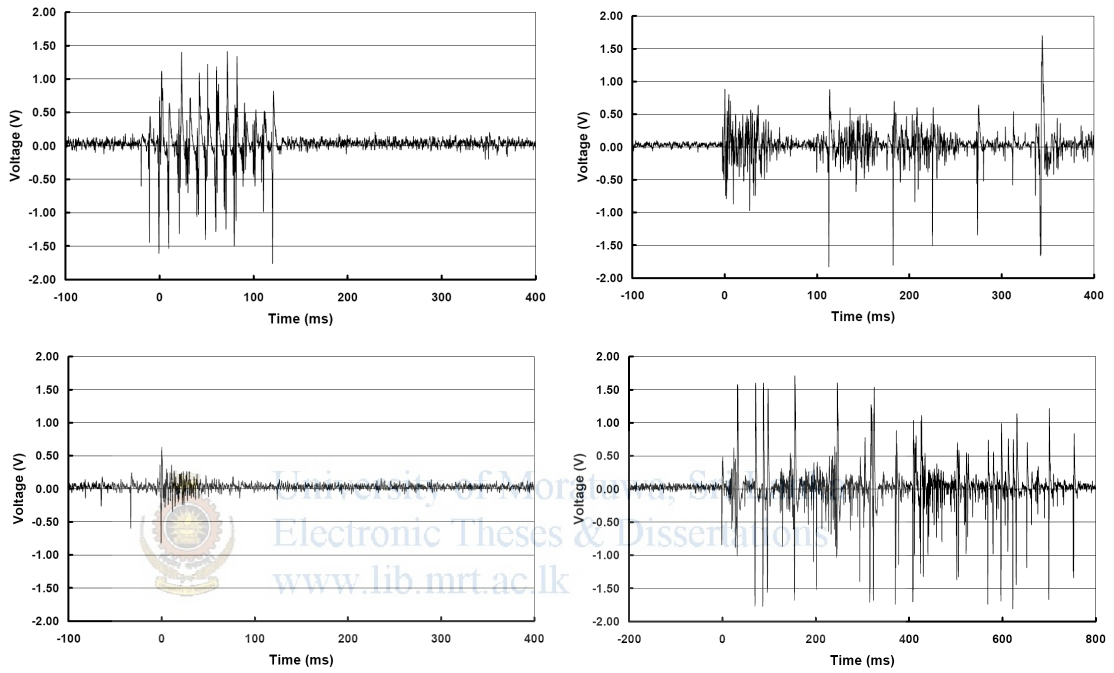 2.00
1.50
1.00
0.50
0.00
-0.50
-1.00
-1.50
-2.00
Voltage (V)
-100 0 100 200 300 400
Time (ms)
2.00
1.50
1.00
0.50
0.00
-0.50
-1.00
-1.50
-2.00
Voltage (V)
-100 0 100 200 300 400
Time (ms)
2.00
1.50
1.00
0.50
0.00
-0.50
-1.00
-1.50
-2.00
Voltage (V)
-100 0 100 200 300 400
Time (ms)
2.00
1.50
1.00
0.50
0.00
-0.50
-1.00
-1.50
-2.00
Voltage (V)
-200 0 200 400 600 800
Time (ms)
University of Moratuwa, Sri Lanka.
Electronic Theses & Dissertations
www.lib.mrt.ac.lk